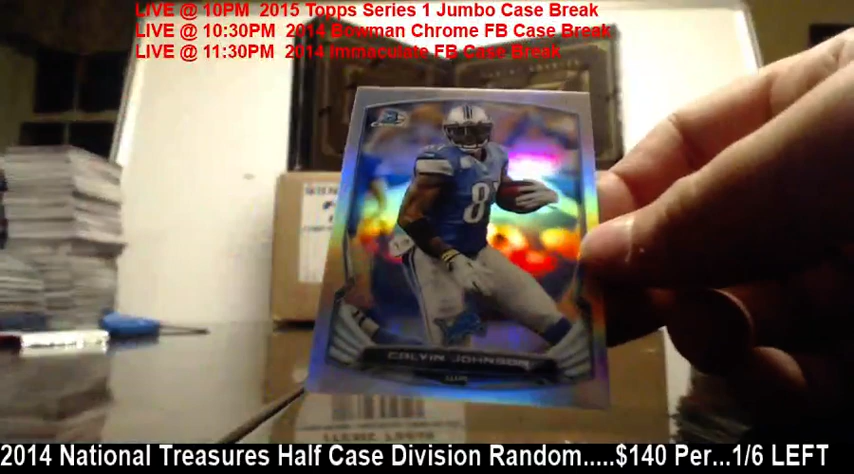 LIVE @ 10PM  2015 Topps Series 1 Jumbo Case Break
LIVE @ 10:30PM  2014 Bowman Chrome FB Case Break
LIVE @ 11:30PM  2014 Immaculate FB Case Break
81
CALVIN JOHNSON
2014 National Treasures Half Case Division Random.....$140 Per...1/6 LEFT